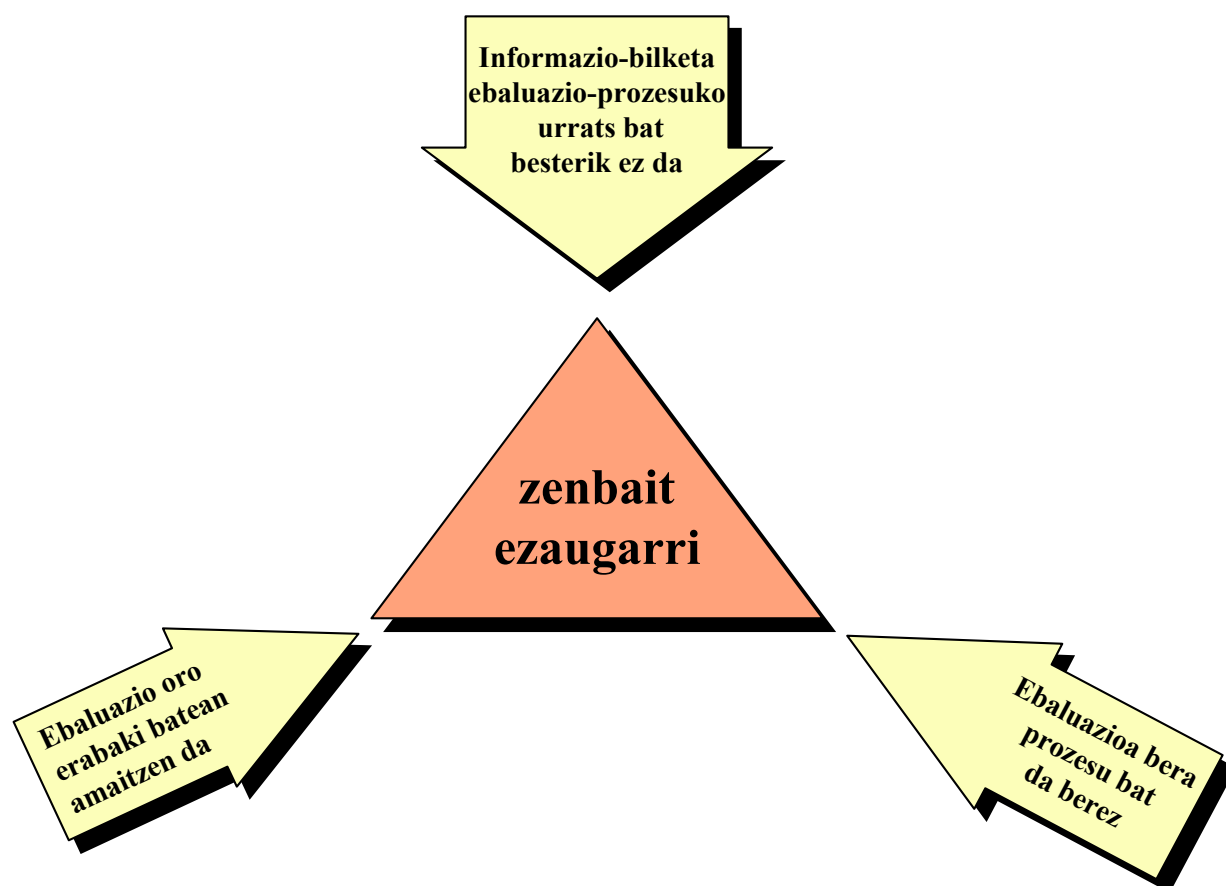 Informazio-bilketa
ebaluazio-prozesuko
urrats bat
besterik ez da
zenbait
ezaugarri
Ebaluazio oro
erabaki batean
amaitzen da
Ebaluazioa bera
prozesu bat
da berez